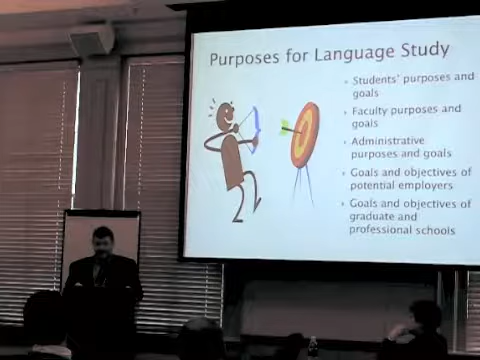 Purposes for Language Study
Students' purposes and
goals
Faculty purposes and
goals
Administrative
purposes and goals
Goals and objectives of
potential employers
Goals and objectives of
graduate and
professional schools